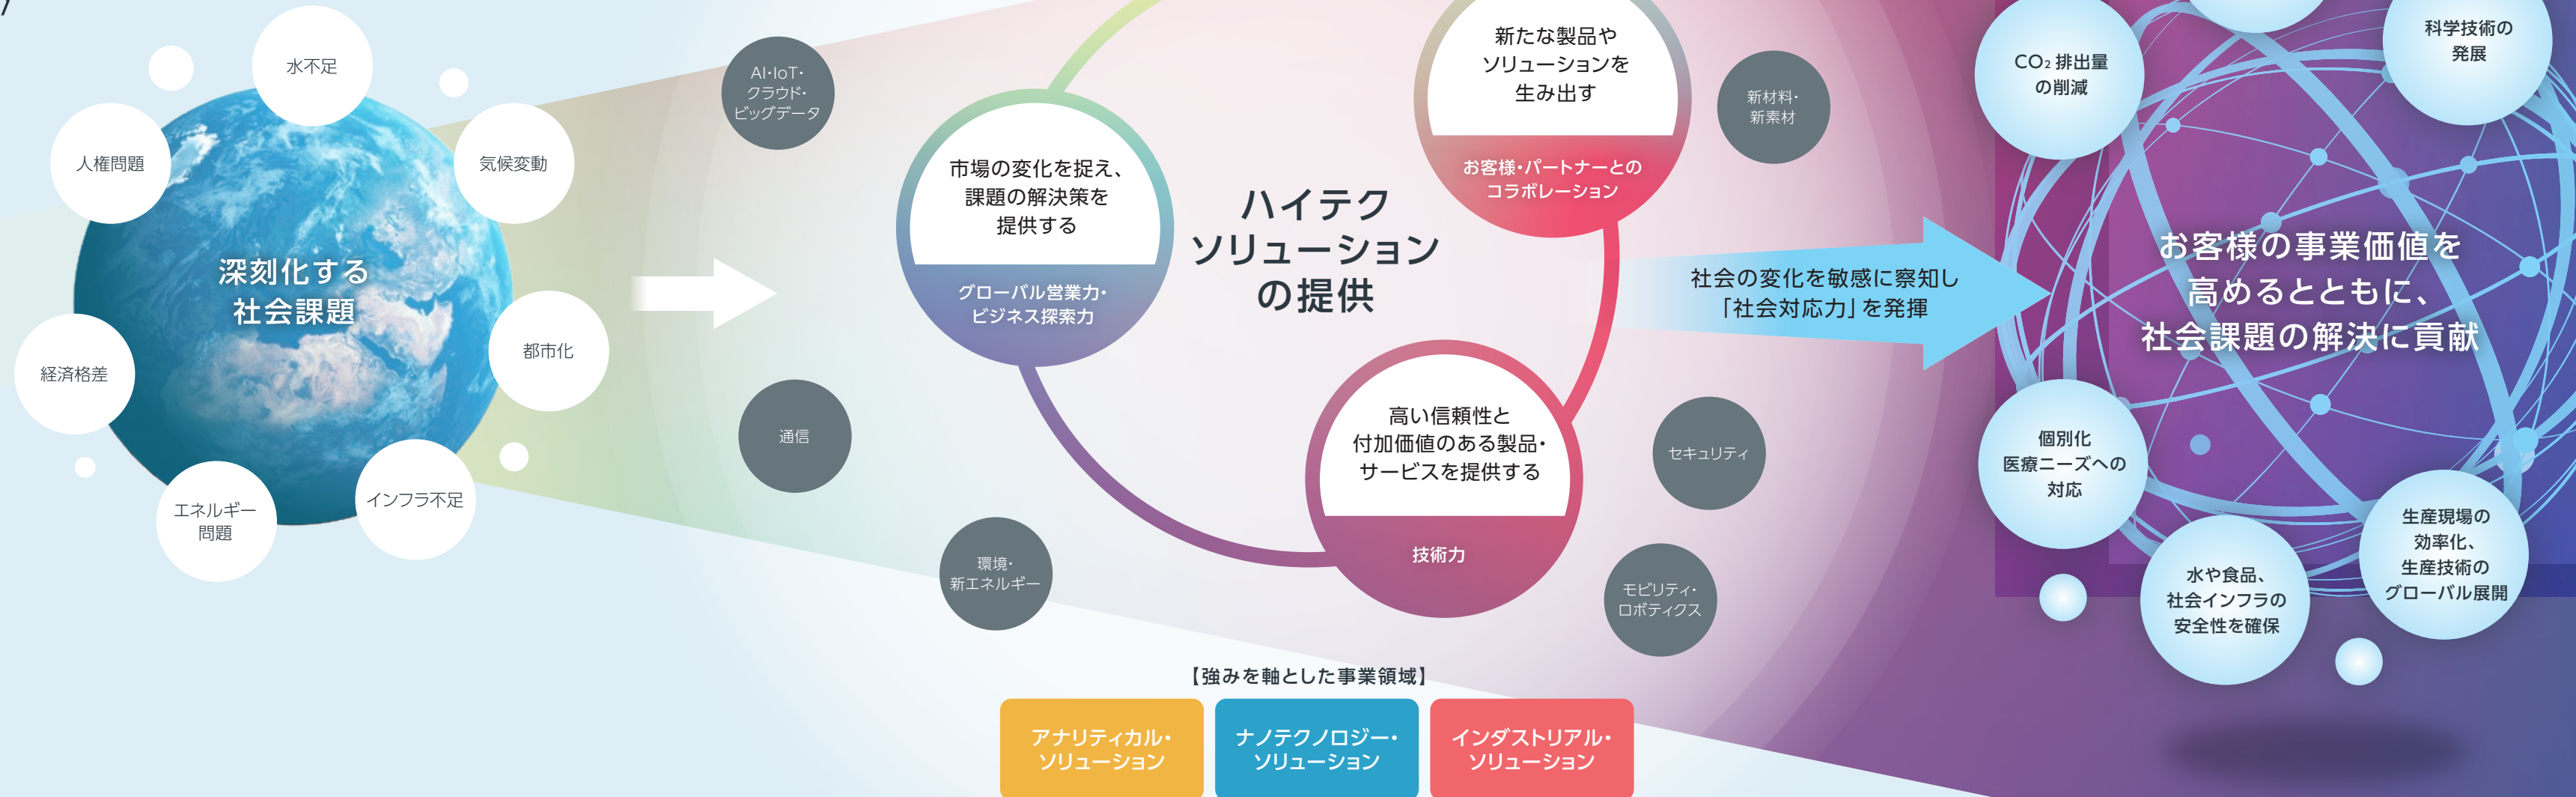 水不足
人権問題
気候変動
深刻化する
社会課題
経済格差
都市化
エネルギー
問題
インフラ不足
AI・IoT・
クラウド・
ビッグデータ
通信
環境・
新エネルギー
市場の変化を捉え、
課題の解決策を
提供する
グローバル営業力・
ビジネス探索力
ハイテク
ソリューション
の提供
新たな製品や
ソリューションを
生み出す
お客様・パートナーとの
コラボレーション
高い信頼性と
付加価値のある製品・
サービスを提供する
技術力
新材料・
新素材
セキュリティ
モビリティ・
ロボティクス
【強みを軸とした事業領域】
アナリティカル・
ソリューション
ナノテクノロジー・
ソリューション
インダストリアル・
ソリューション
社会の変化を敏感に察知し
「社会対応力」を発揮
CO₂ 排出量
の削減
科学技術の
発展
お客様の事業価値を
高めるとともに、
社会課題の解決に貢献
個別化
医療ニーズへの
対応
水や食品、
社会インフラの
安全性を確保
生産現場の
効率化、
生産技術の
グローバル展開